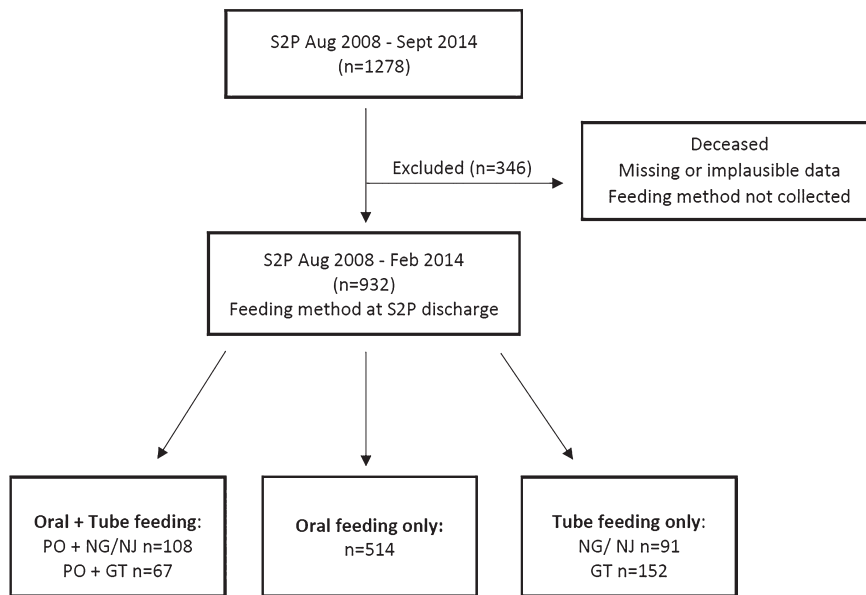 S2P Aug 2008 - Sept 2014
(n=1278)
Excluded (n=346)
Deceased
Missing or implausible data
Feeding method not collected
S2P Aug 2008 - Feb 2014
(n=932)
Feeding method at S2P discharge
Oral + Tube feeding:
PO + NG/NJ n=108
PO + GT n=67
Oral feeding only:
n=514
Tube feeding only:
NG/ NJ n=91
GT n=152